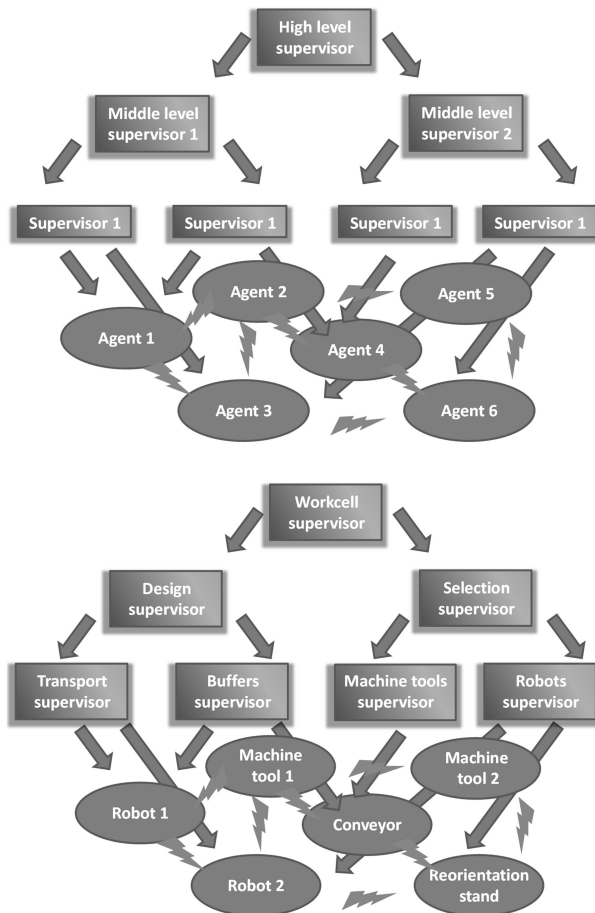 High level
supervisor
Middle level
supervisor 1
Middle level
supervisor 2
Supervisor 1
Supervisor 1
Supervisor 1
Supervisor 1
Agent 2
Agent 5
Agent 1
Agent 4
Agent 3
Agent 6
Workcell
supervisor
Design
supervisor
Selection
supervisor
Transport
supervisor
Buffers
supervisor
Machine tools
supervisor
Robots
supervisor
Machine
tool 1
Machine
tool 2
Robot 1
Conveyor
Robot 2
Reorientation
stand